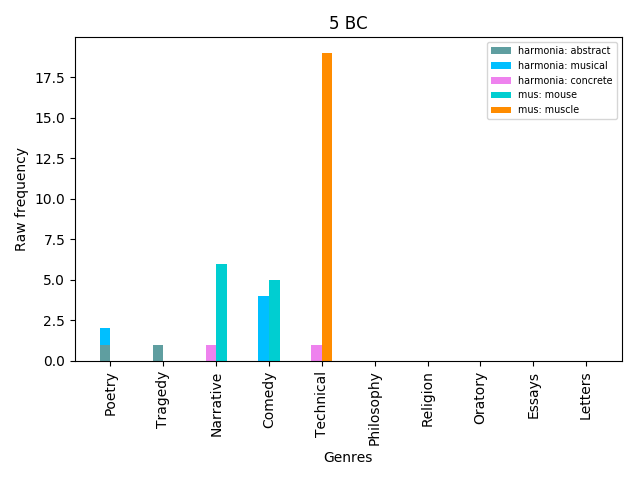 5 BC
harmonia: abstract
harmonia: musical
harmonia: concrete
mus: mouse
mus: muscle
Raw frequency
17.5
15.0
12.5
10.0
7.5
5.0
2.5
0.0
Poetry
Tragedy
Narrative
Comedy
Technical
Philosophy
Religion
Oratory
Essays
Letters
Genres